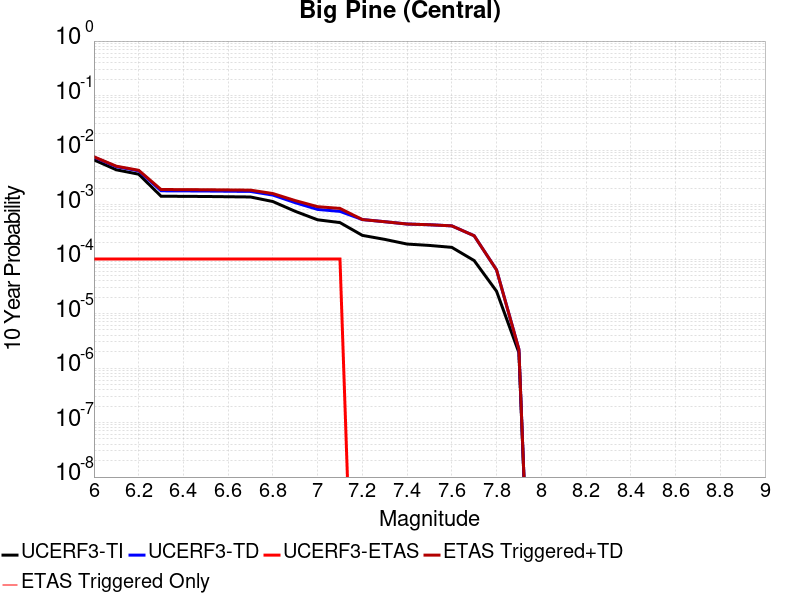 Big Pine (Central)
10 Year Probability
10^0
10^-1
10^-2
10^-3
10^-4
10^-5
10^-6
10^-7
10^-8
6 6.2 6.4 6.6 6.8 7 7.2 7.4 7.6 7.8 8 8.2 8.4 8.6 8.8 9
Magnitude
UCERF3-TI UCERF3-TD UCERF3-ETAS ETAS Triggered+TD
ETAS Triggered Only